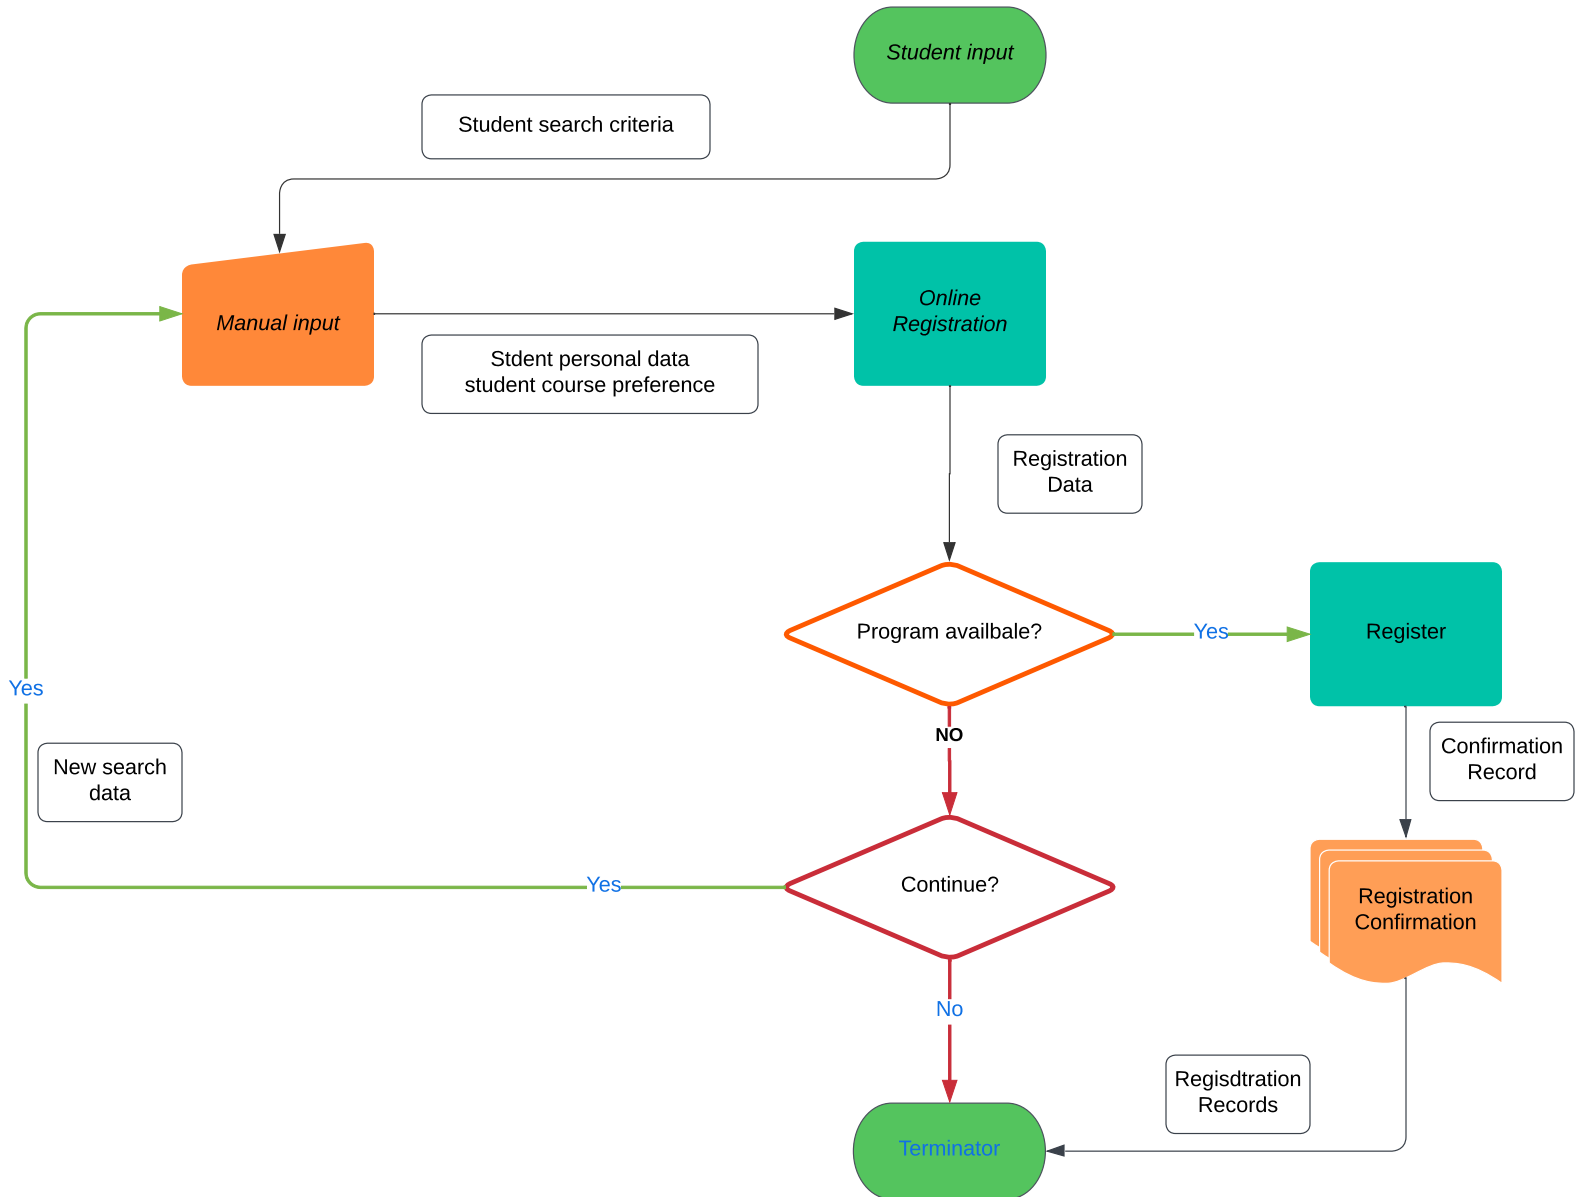 Student input
Student search criteria
Manual input
Online
Registration
Stdent personal data
student course preference
Registration
Data
Program availbale?
Yes
Register
Yes
NO
New search
data
Confirmation
Record
Yes
Continue?
Registration
Confirmation
No
Regisdtration
Records
Terminator